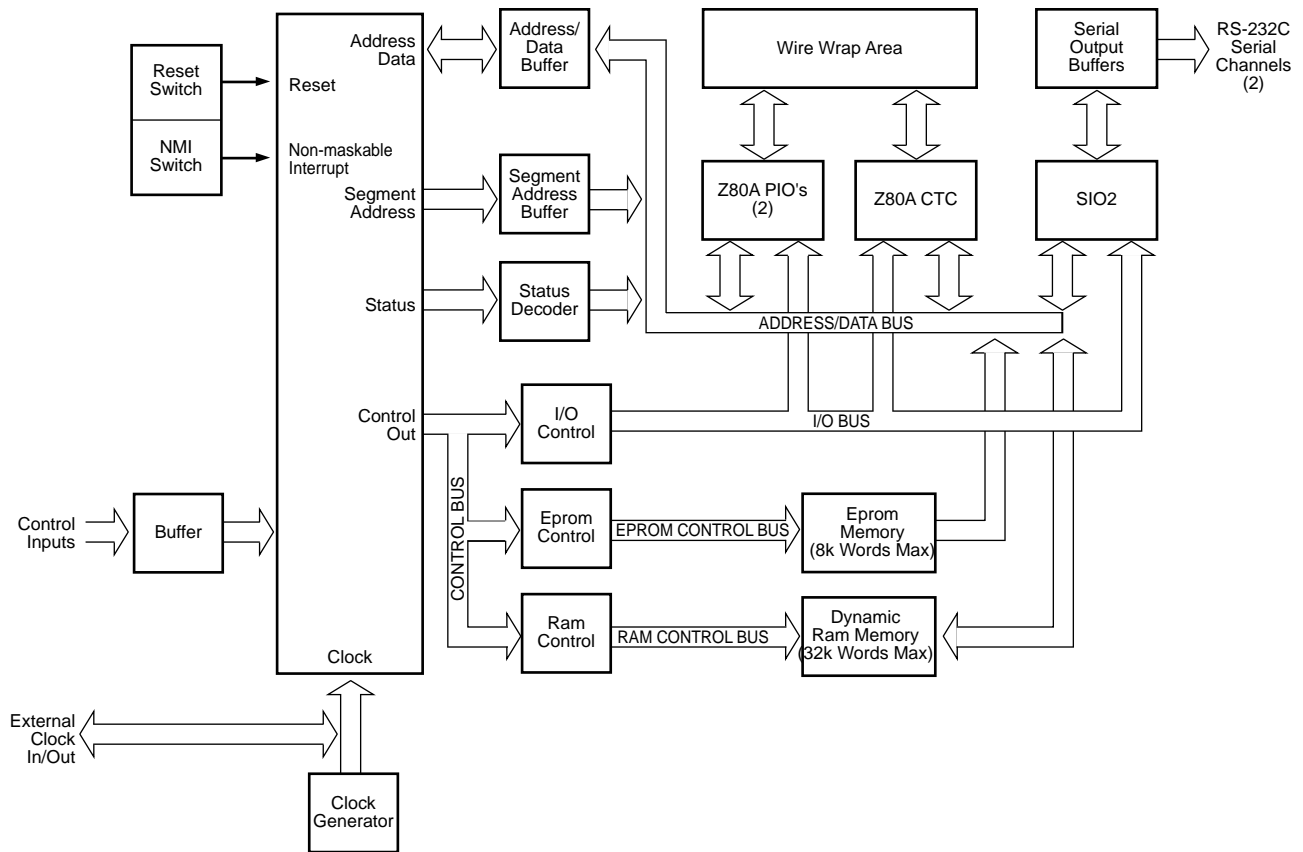 Reset
Switch
NMI
Switch
Address
Data
Reset
Non-maskable
Interrupt
Segment
Address
Status
Control
Out
Clock
Address/
Data
Buffer
Segment
Address
Buffer
Status
Decoder
Wire Wrap Area
Serial
Output
Buffers
RS-232C
Serial
Channels
(2)
Z80A PIO's
(2)
Z80A CTC
SIO2
ADDRESS/DATA BUS
I/O
Control
I/O BUS
CONTROL BUS
Control
Inputs
Buffer
Eprom
Control
EPROM CONTROL BUS
Eprom
Memory
(8k Words Max)
Ram
Control
RAM CONTROL BUS
Dynamic
Ram Memory
(32k Words Max)
External
Clock
In/Out
Clock
Generator